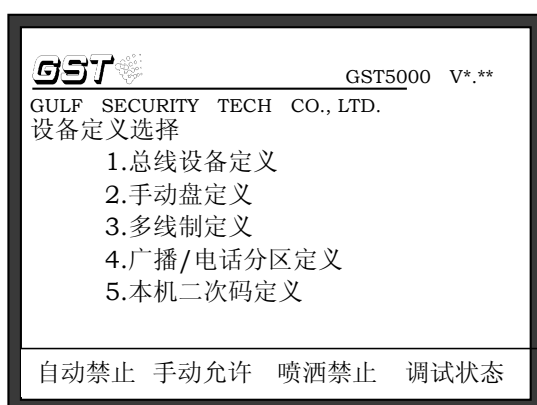 GST
GST5000 V*.**
GULF SECURITY TECH CO., LTD.
设备定义选择
1.总线设备定义
2.手动盘定义
3.多线制定义
4.广播/电话分区定义
5.本机二次码定义
自动禁止 手动允许 喷洒禁止 调试状态